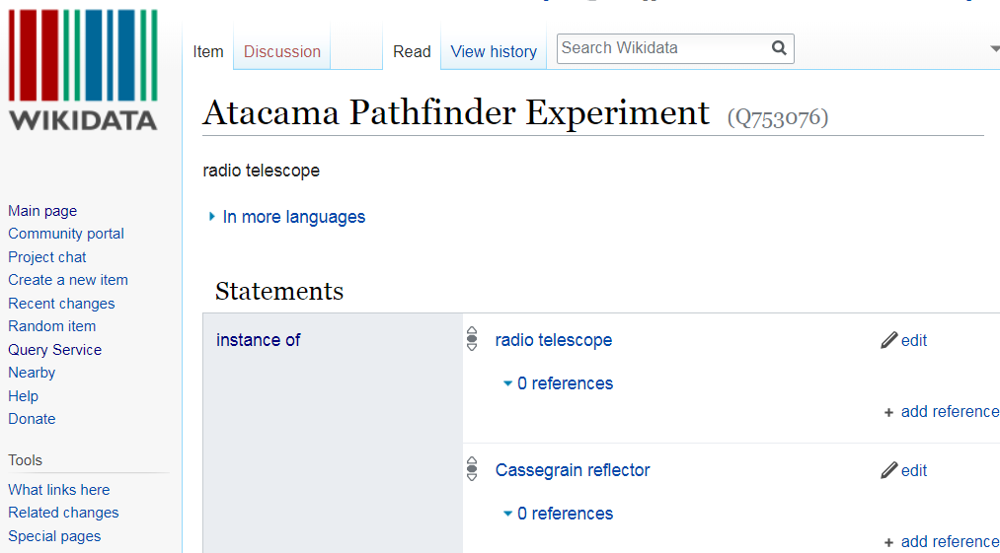 WIKIDATA
Main page
Community portal
Project chat
Create a new item
Recent changes
Random item
Query Service
Nearby
Help
Donate
Tools
What links here
Related changes
Special pages
Item Discussion Read View history Search Wikidata
Atacama Pathfinder Experiment (Q753076)
radio telescope
In more languages
Statements
instance of
radio telescope edit
0 references
+ add reference
Cassegrain reflector edit
0 references
+ add reference